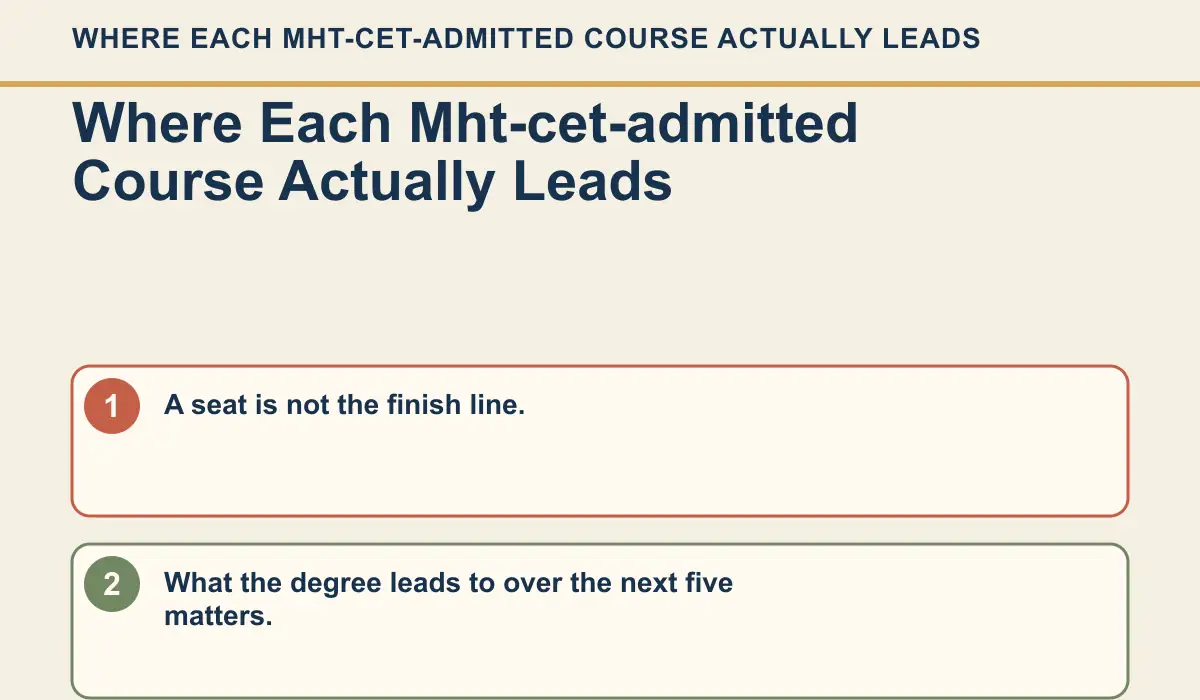 WHERE EACH MHT-CET-ADMITTED COURSE ACTUALLY LEADS
Where Each Mht-cet-admitted
Course Actually Leads
1
A seat is not the finish line.
2
What the degree leads to over the next five
matters.